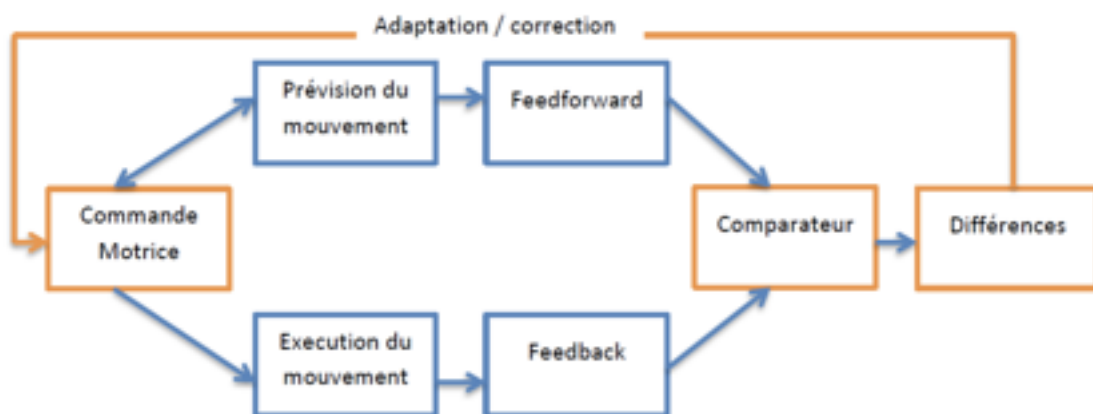 Adaptation / correction
Prévision du
mouvement
Feedforward
Commande
Motrice
Comparateur
Différences
Execution du
mouvement
Feedback